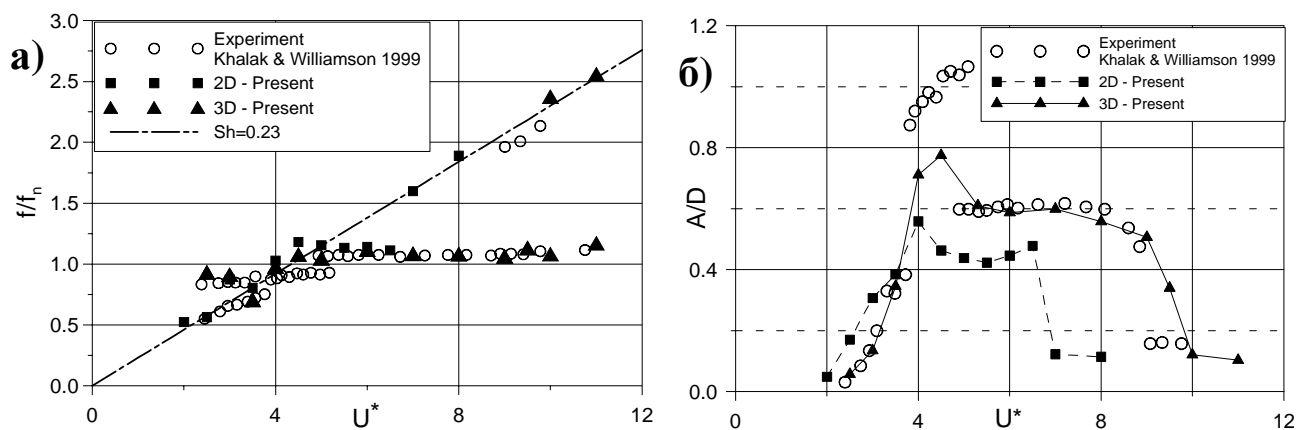 а)
3.0
2.5
2.0
1.5
1.0
0.5
0.0
f/fn
0
4
8
12
U*
Experiment
Khalak & Williamson 1999
2D - Present
3D - Present
Sh=0.23
б)
1.2
0.8
0.4
0.0
A/D
0
4
8
12
U*
Experiment
Khalak & Williamson 1999
2D - Present
3D - Present